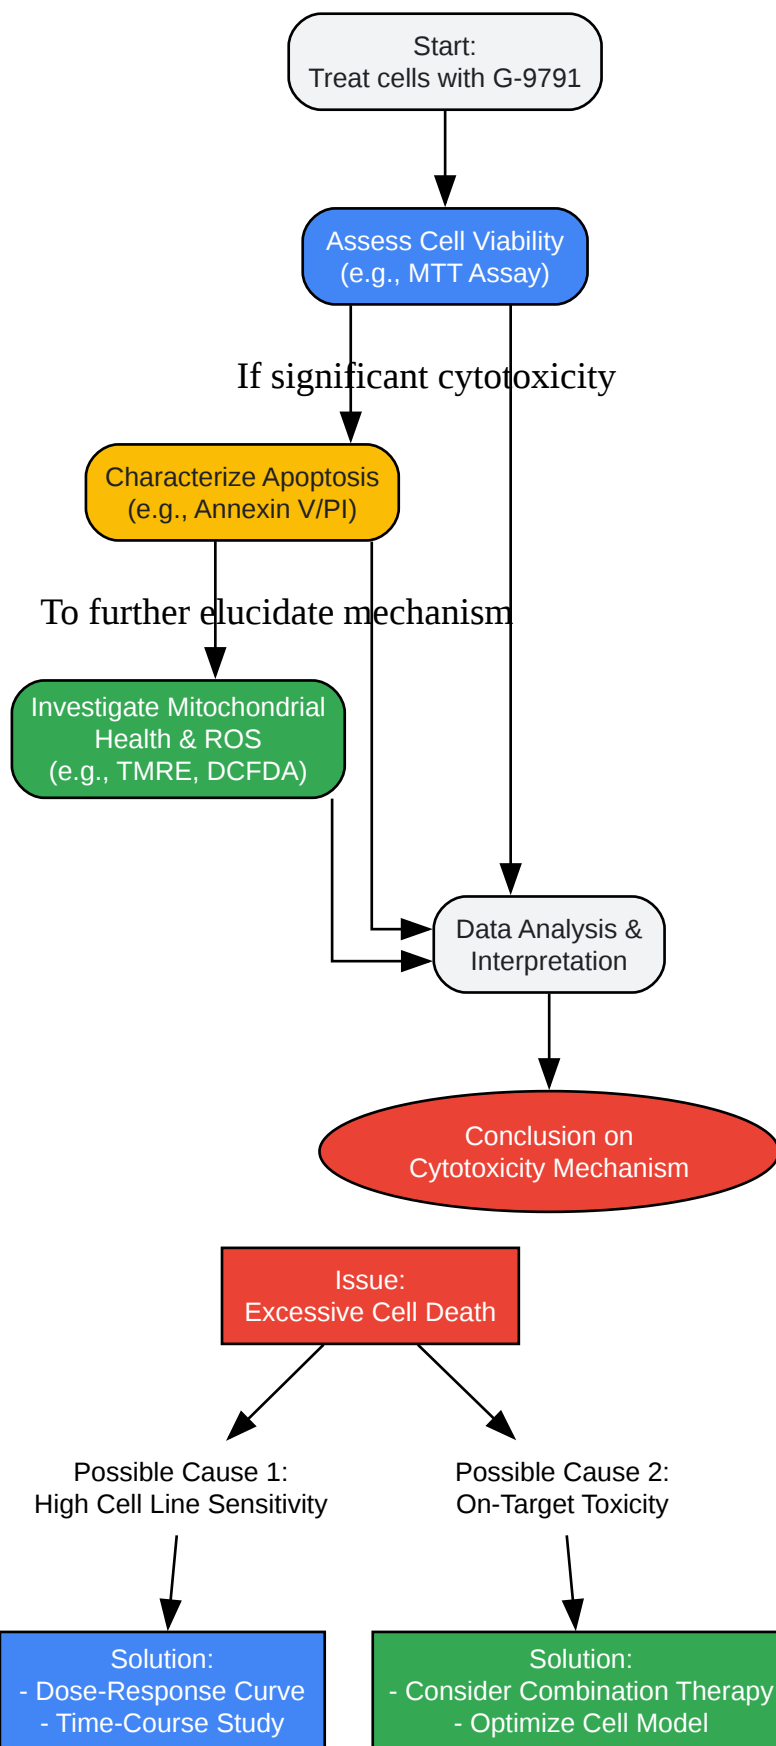 Start:
Treat cells with G-9791
Assess Cell Viability
(e.g., MTT Assay)
If significant cytotoxicity
Characterize Apoptosis
(e.g., Annexin V/PI)
To further elucidate mechanism
Investigate Mitochondrial
Health & ROS
(e.g., TMRE, DCFDA)
Data Analysis &
Interpretation
Conclusion on
Cytotoxicity Mechanism
Issue:
Excessive Cell Death
Possible Cause 1:
High Cell Line Sensitivity
Possible Cause 2:
On-Target Toxicity
Solution:
- Dose-Response Curve
- Time-Course Study
Solution:
- Consider Combination Therapy
- Optimize Cell Model